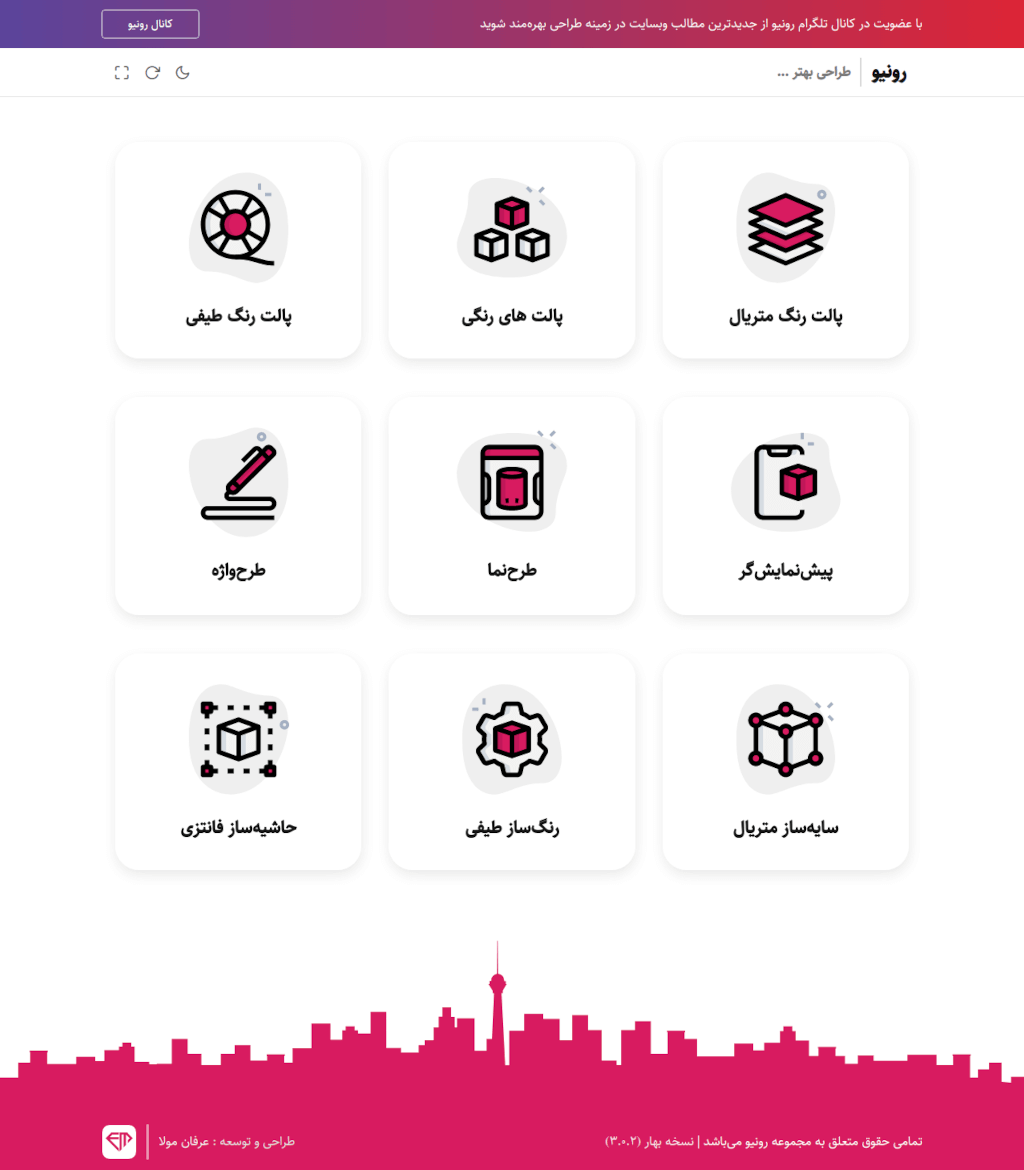 با عضویت در کانال تلگرام رونیو از جدیدترین مطالب وبسایت در زمینه طراحی بهره‌مند شوید
کانال رونیو
رونیو
طراحی بهتر ...
پالت رنگ متریال
پالت های رنگی
پالت رنگ طیفی
پیش‌نمایش‌گر
طرح‌نما
طرح‌واژه
سایه‌ساز متریال
رنگ‌ساز طیفی
حاشیه‌ساز فانتزی
تمامی حقوق متعلق به مجموعه رونیو می‌باشد | نسخه بهار (۳.۰.۲)
طراحی و توسعه : عرفان مولا